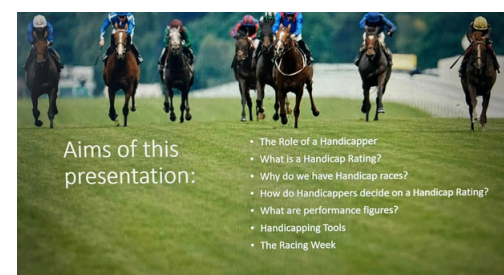 Aims of this
presentation:
• The Role of a Handicapper
• What is a Handicap Rating?
• Why do we have Handicap races?
• How do Handicappers decide on a Handicap Rating?
• What are performance figures?
• Handicapping Tools
• The Racing Week